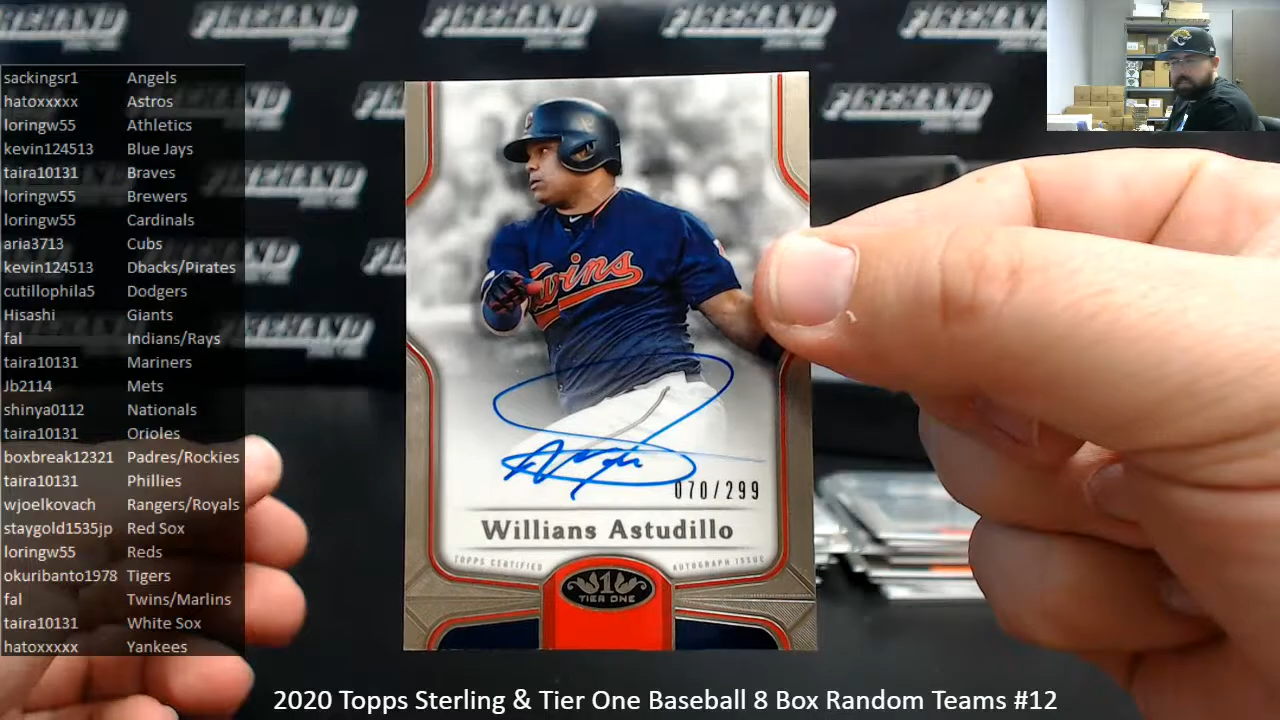 sackingsr1 Angels
hatoxxxxx Astros
loringw55 Athletics
kevin124513 Blue Jays
taira10131 Braves
loringw55 Brewers
loringw55 Cardinals
aria3713 Cubs
kevin124513 Dbacks/Pirates
cutillophila5 Dodgers
Hisashi Giants
fal Indians/Rays
taira10131 Mariners
Jb2114 Mets
shinya0112 Nationals
taira10131 Orioles
boxbreak12321 Padres/Rockies
taira10131 Phillies
wjoelkovach Rangers/Royals
staygold1535jp Red Sox
loringw55 Reds
okuribanto1978 Tigers
fal Twins/Marlins
taira10131 White Sox
hatoxxxxx Yankees
Twins
070/299
Willians Astudillo
TOPPS CERTIFIED AUTOGRAPH ISSUE
1
TIER ONE
FIREHAND
2020 Topps Sterling & Tier One Baseball 8 Box Random Teams #12